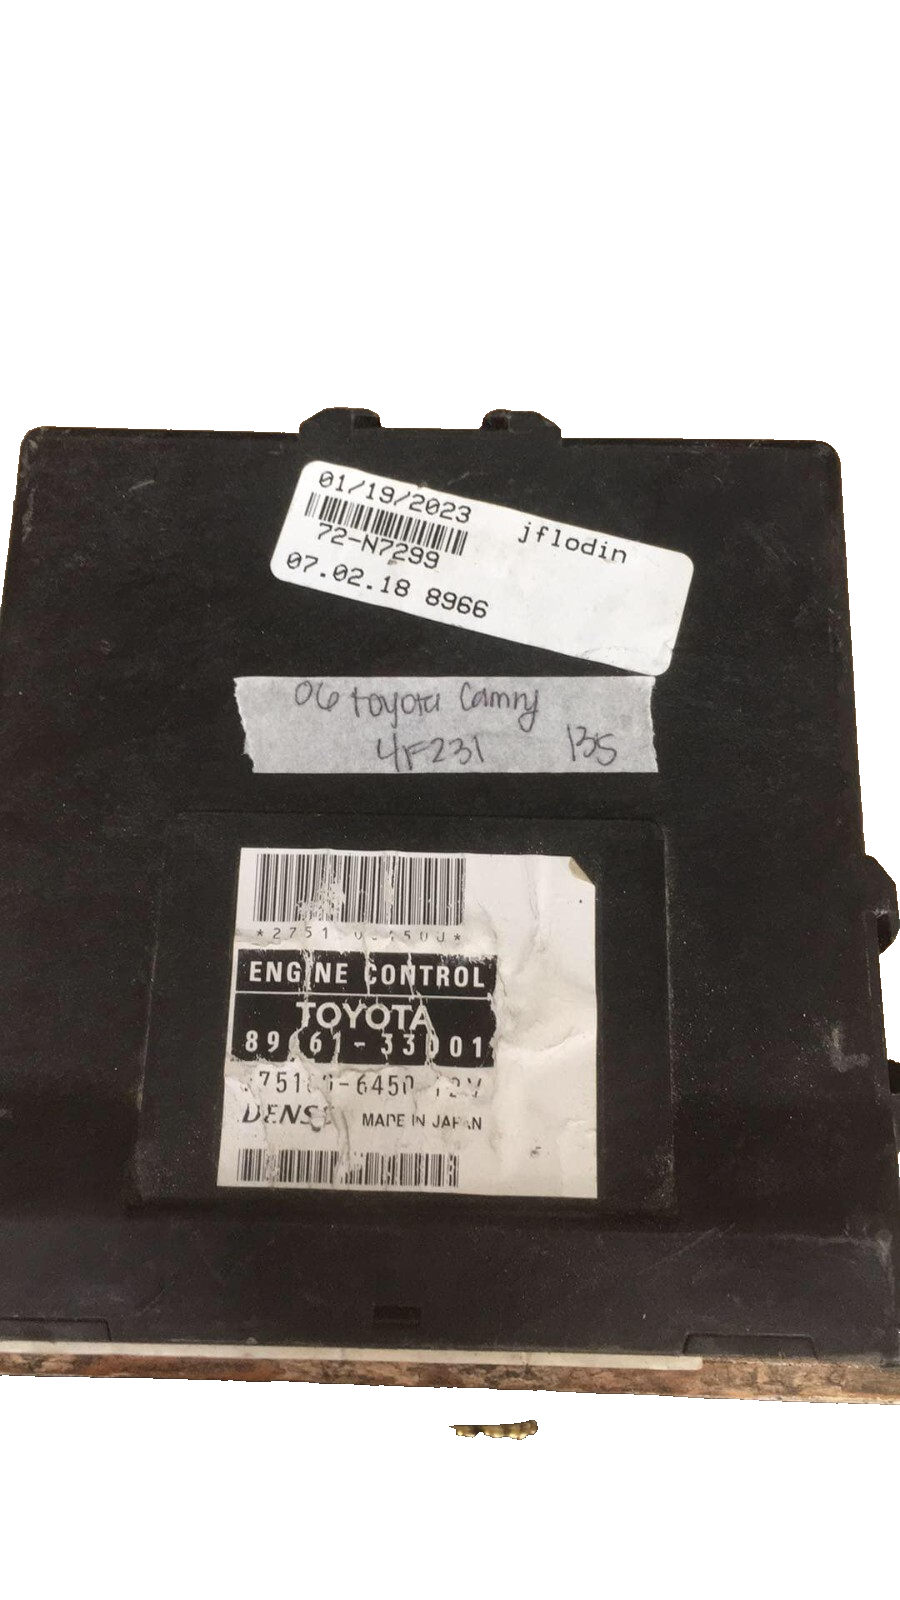 01/19/2023 jflodin
72-N7299
07.02.18 8966
06 toyota Camry
4F231 135
ENGINE CONTROL
TOYOTA
MADE IN JAPAN